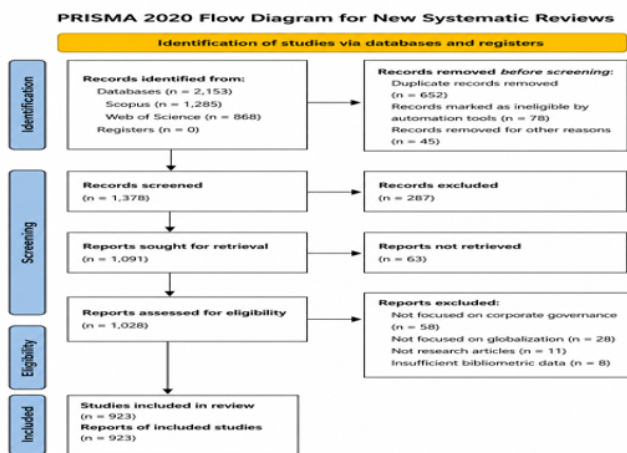 PRISMA 2020 Flow Diagram for New Systematic Reviews
Identification of studies via databases and registers
Identification
Records identified from:
Databases (n = 2,153)
Scopus (n = 1,285)
Web of Science (n = 868)
Registers (n = 0)
Records removed before screening:
Duplicate records removed
(n = 652)
Records marked as ineligible by
automation tools (n = 78)
Records removed for other reasons
(n = 45)
Screening
Records screened
(n = 1,378)
Records excluded
(n = 287)
Reports sought for retrieval
(n = 1,091)
Reports not retrieved
(n = 63)
Reports assessed for eligibility
(n = 1,028)
Reports excluded:
Not focused on corporate governance
(n = 58)
Not focused on globalization (n = 28)
Not research articles (n = 11)
Insufficient bibliometric data (n = 8)
Eligibility
Included
Studies included in review
(n = 923)
Reports of included studies
(n = 923)